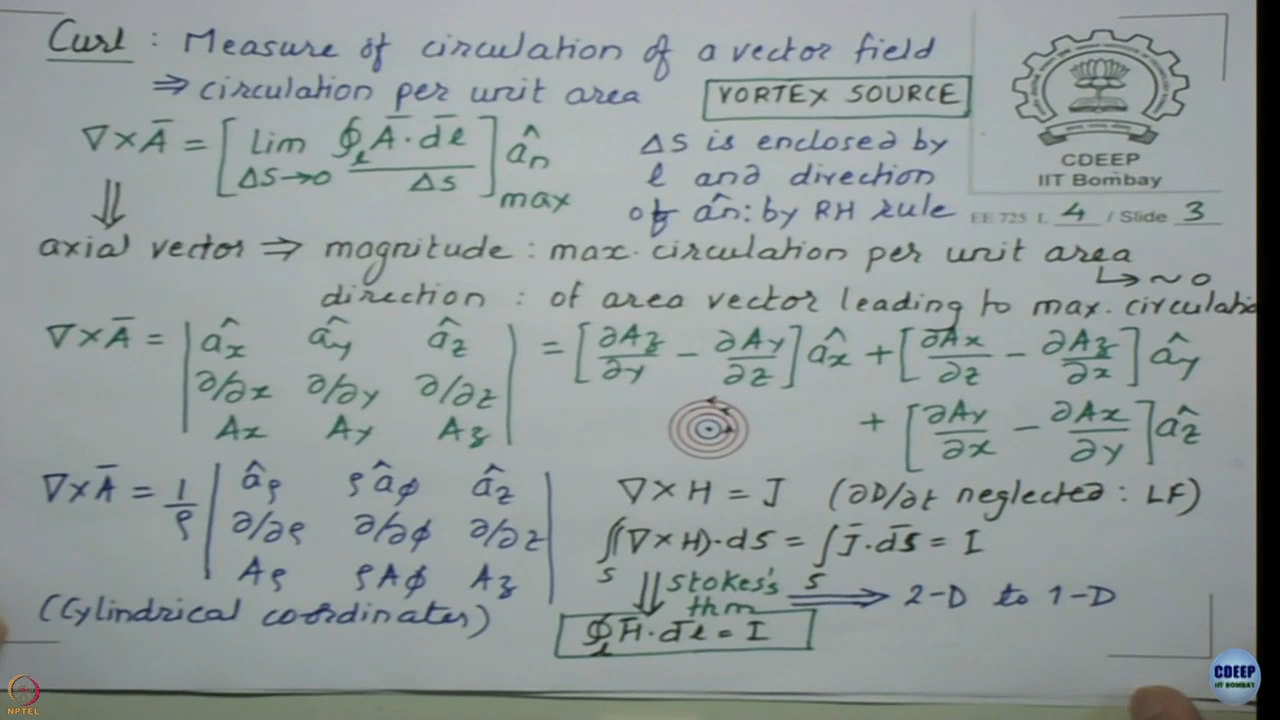 Curl : Measure of circulation of a vector field
⇒ circulation per unit area
VORTEX SOURCE
∇×A̅ = [ lim ΔS→0 ∮ₗ A̅·dl̅ / ΔS ]max âₙ
ΔS is enclosed by
l and direction
of âₙ: by RH rule
CDEEP
IIT Bombay
EE 725 L 4 / Slide 3
⇓
axial vector ⇒ magnitude : max. circulation per unit area
↳ ~ 0
direction : of area vector leading to max. circulatio
∇×A̅ = | âx ây âz | = [∂Az/∂y − ∂Ay/∂z] âx + [∂Ax/∂z − ∂Az/∂x] ây
| ∂/∂x ∂/∂y ∂/∂z |
| Ax Ay Az | + [∂Ay/∂x − ∂Ax/∂y] âz
∇×A̅ = 1/ρ | âρ ρâϕ âz |
| ∂/∂ρ ∂/∂ϕ ∂/∂z |
| Aρ ρAϕ Az |
(Cylindrical coordinates)
∇×H = J (∂D/∂t neglected : LF)
∬ₛ(∇×H)·dS = ∫ₛ J̅·dS̅ = I
⇓ Stokes's thm ⇒ 2-D to 1-D
∮ₗ H̅·dl̅ = I
NPTEL
CDEEP
IIT BOMBAY